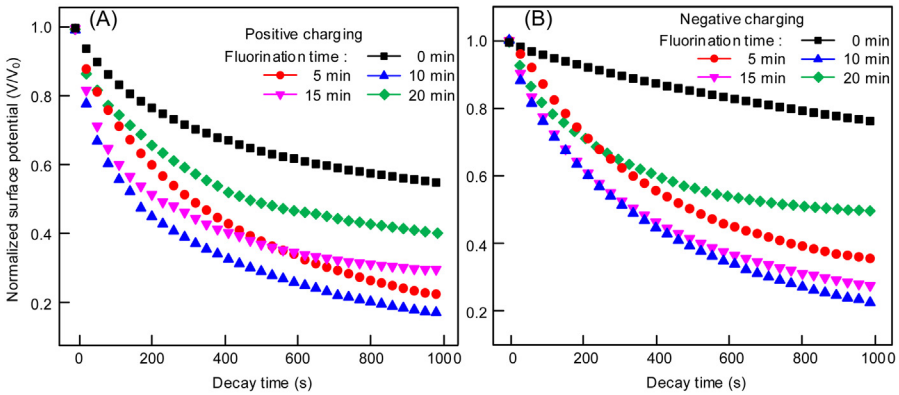 (A)
Positive charging
Fluorination time : 0 min
5 min 10 min
15 min 20 min
1.0
0.8
0.6
0.4
0.2
Normalized surface potential (V/V₀)
0 200 400 600 800 1000
Decay time (s)
(B)
Negative charging
Fluorination time : 0 min
5 min 10 min
15 min 20 min
1.0
0.8
0.6
0.4
0.2
0 200 400 600 800 1000
Decay time (s)